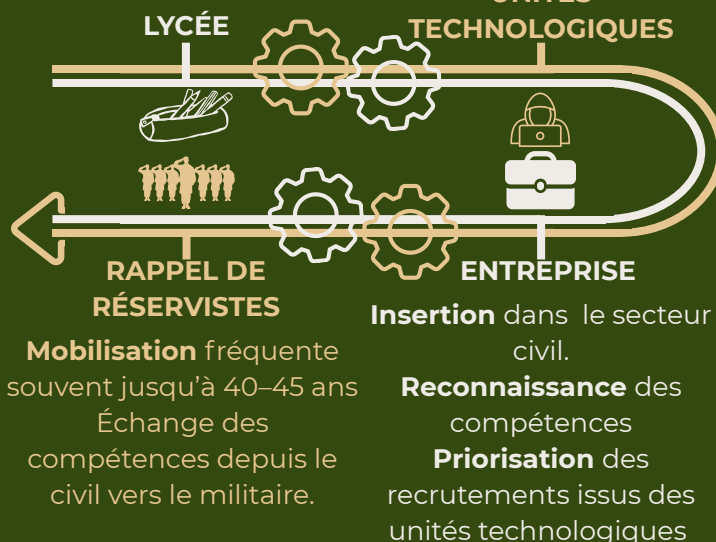 LYCÉE
TECHNOLOGIQUES
RAPPEL DE
RÉSERVISTES
Mobilisation fréquente
souvent jusqu'à 40–45 ans
Échange des
compétences depuis le
civil vers le militaire.
ENTREPRISE
Insertion dans le secteur
civil.
Reconnaissance des
compétences
Priorisation des
recrutements issus des
unités technologiques